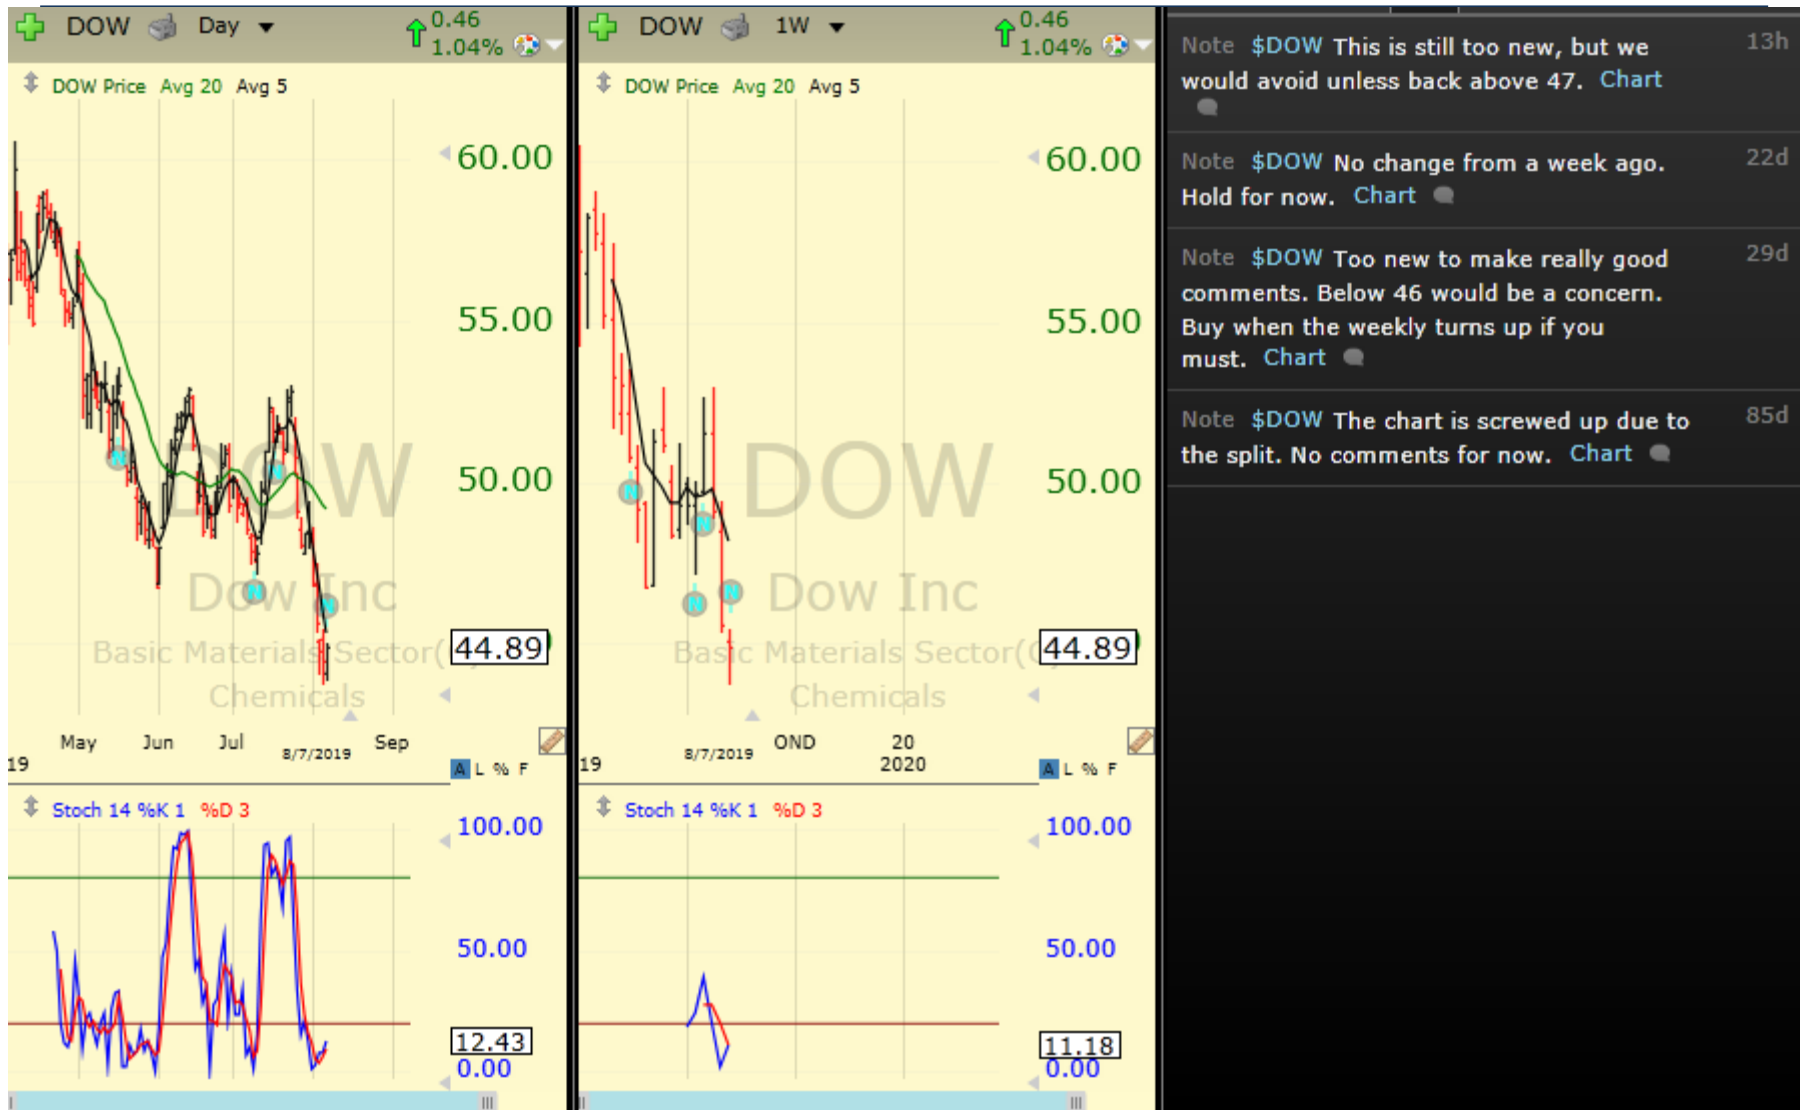 DOW Day 0.46
1.04%
DOW Price Avg 20 Avg 5
60.00
55.00
50.00
44.89
DOW
Dow Inc
Basic Materials Sector(
Chemicals
May Jun Jul 8/7/2019 Sep
19
A L % F
Stoch 14 %K 1 %D 3
100.00
50.00
12.43
0.00
N
N
N
N
DOW 1W 0.46
1.04%
DOW Price Avg 20 Avg 5
60.00
55.00
50.00
44.89
DOW
Dow Inc
Basic Materials Sector(
Chemicals
8/7/2019 OND 20
19 2020
A L % F
Stoch 14 %K 1 %D 3
100.00
50.00
11.18
0.00
N
N
N
N
Note $DOW This is still too new, but we 13h
would avoid unless back above 47. Chart
Note $DOW No change from a week ago. 22d
Hold for now. Chart
Note $DOW Too new to make really good 29d
comments. Below 46 would be a concern.
Buy when the weekly turns up if you
must. Chart
Note $DOW The chart is screwed up due to 85d
the split. No comments for now. Chart